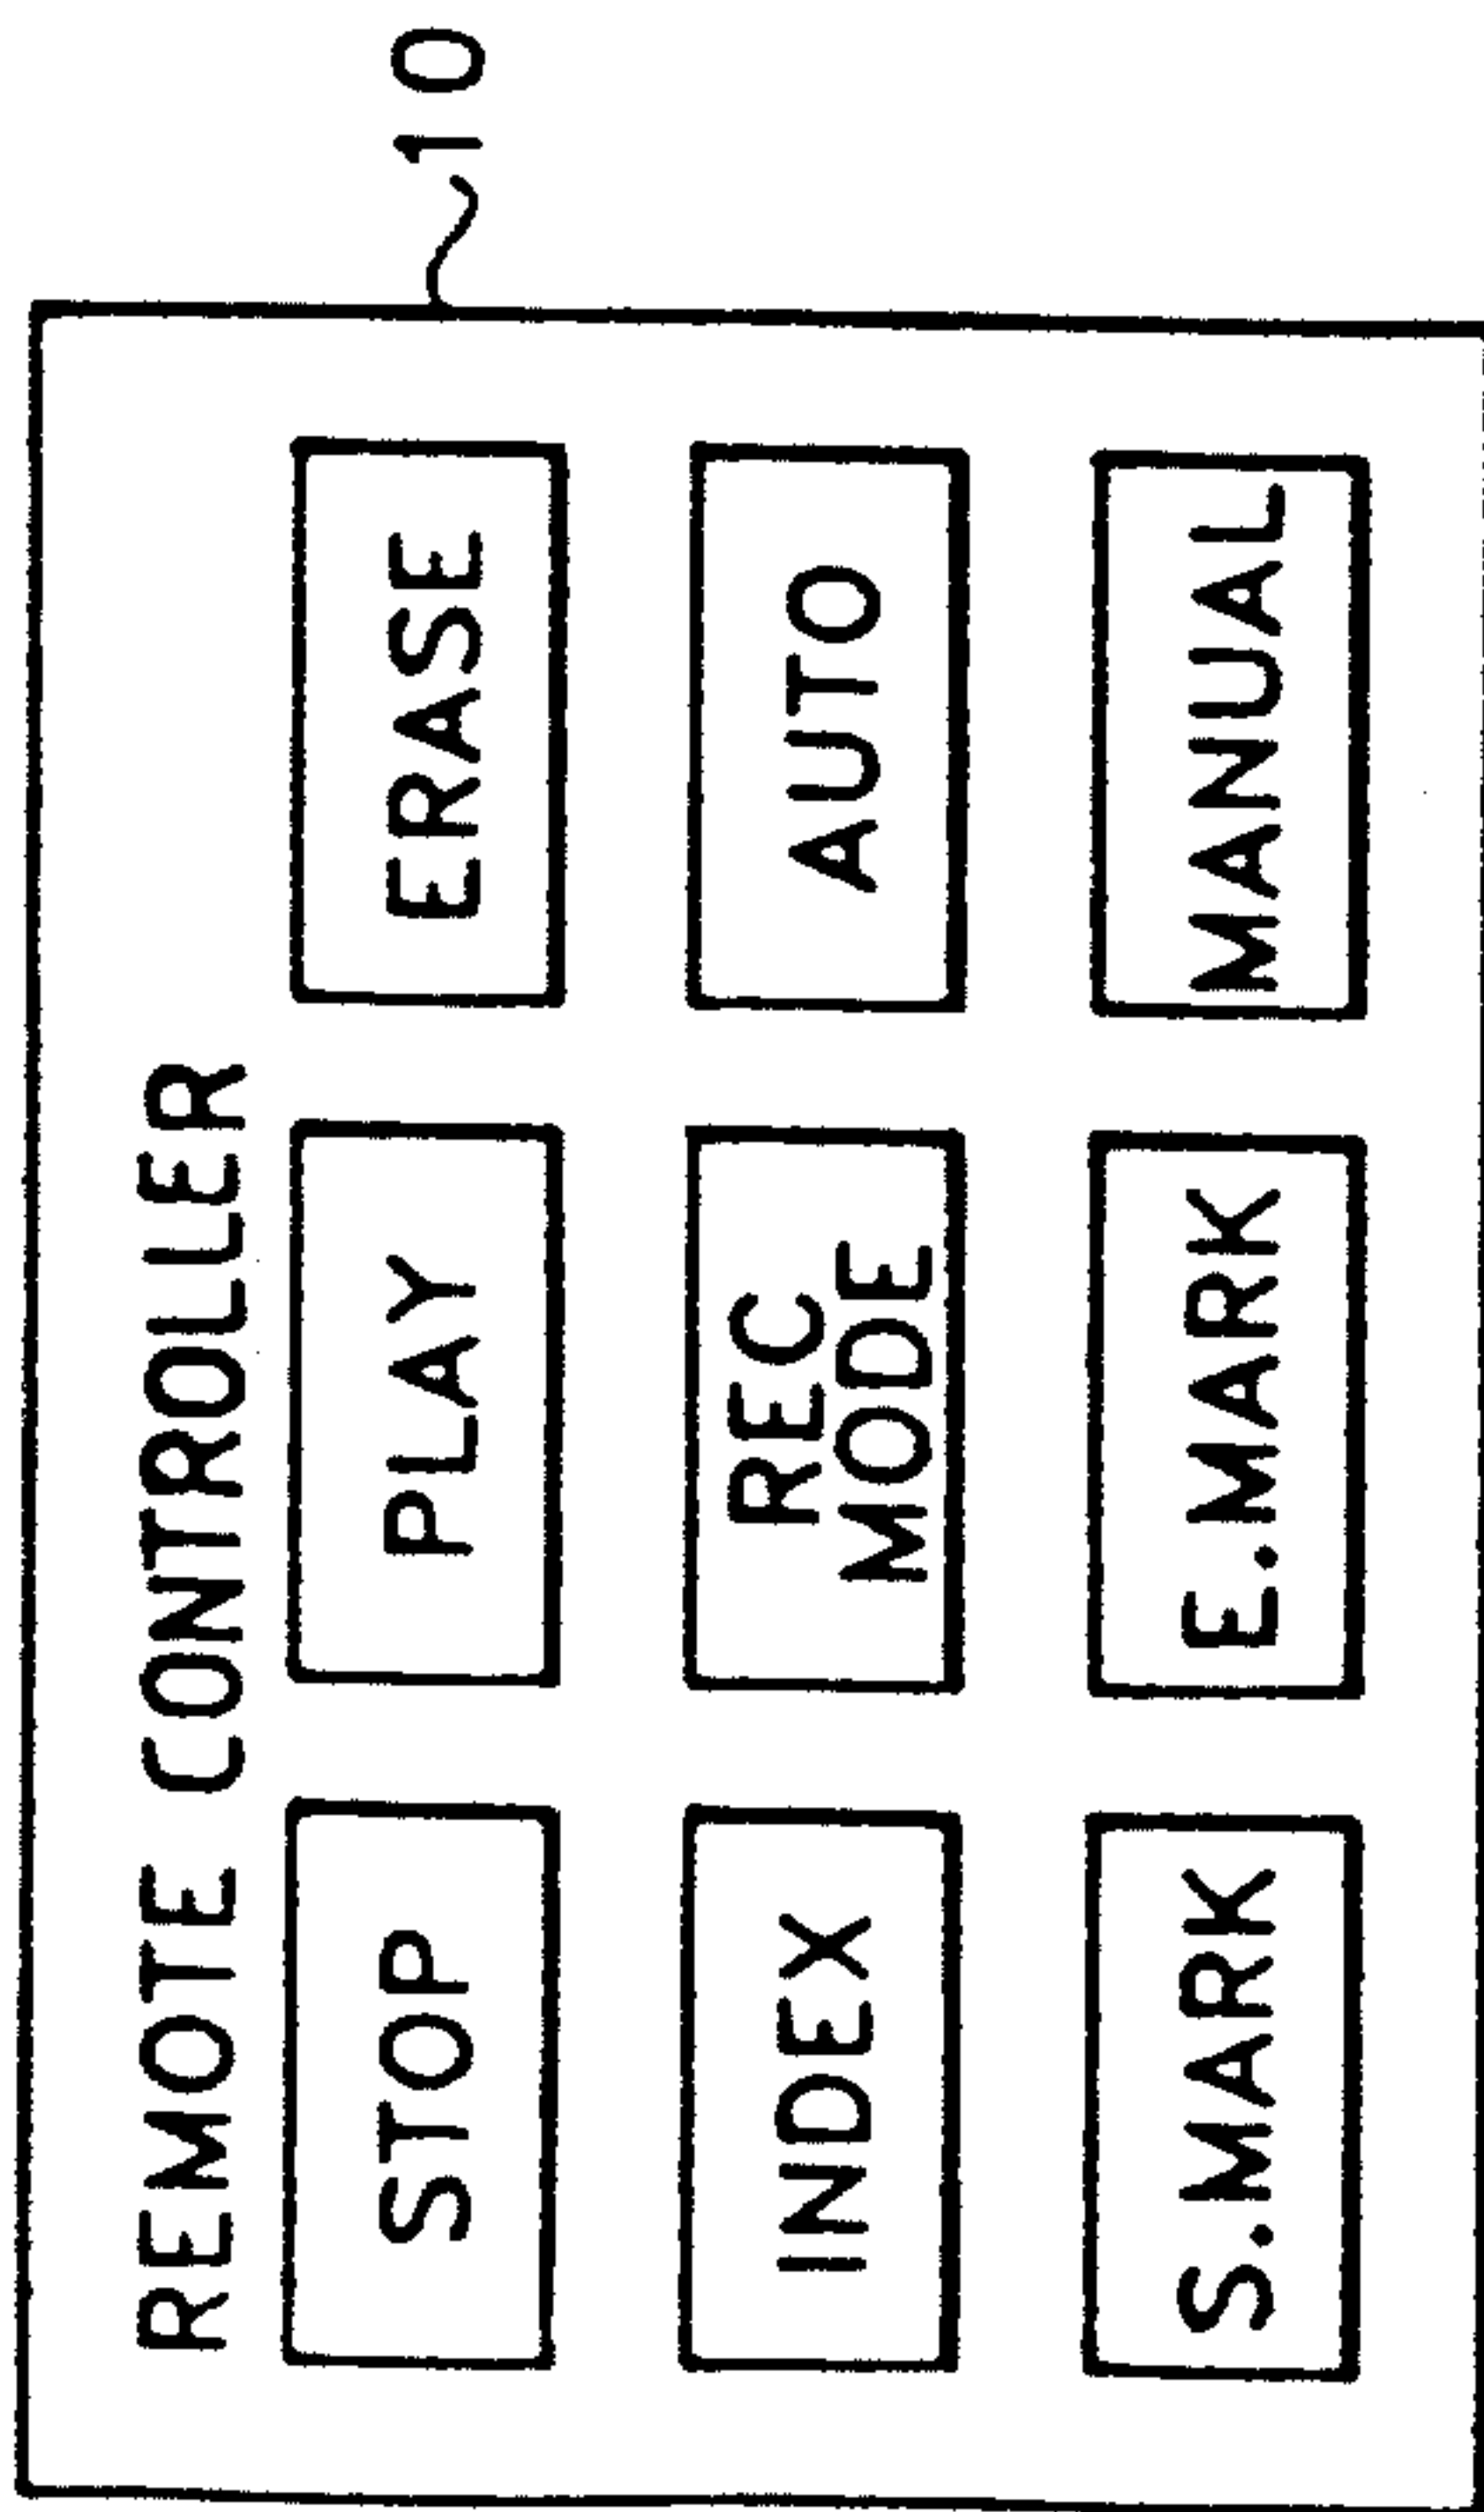 REMOTE CONTROLLER
10
STOP
PLAY
ERASE
INDEX
REC
MODE
AUTO
S.MARK
E.MARK
MANUAL